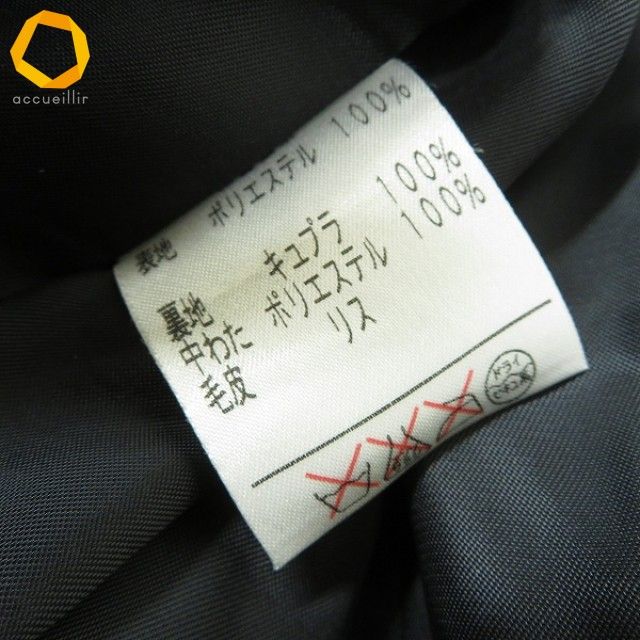 accueillir
表地 ポリエステル 100%
裏地 キュプラ 100%
中わた ポリエステル 100%
毛皮 リス
ドライ